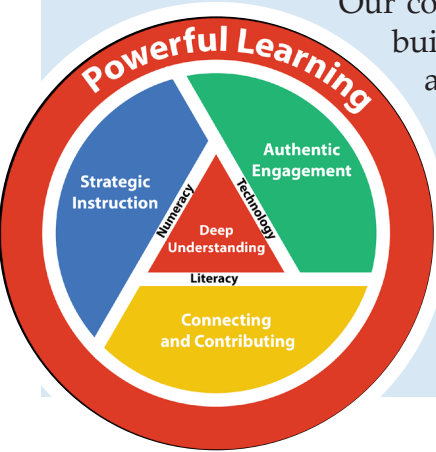 Our co
bui
a
Powerful Learning
Strategic
Instruction
Authentic
Engagement
Numeracy
Technology
Deep
Understanding
Literacy
Connecting
and Contributing